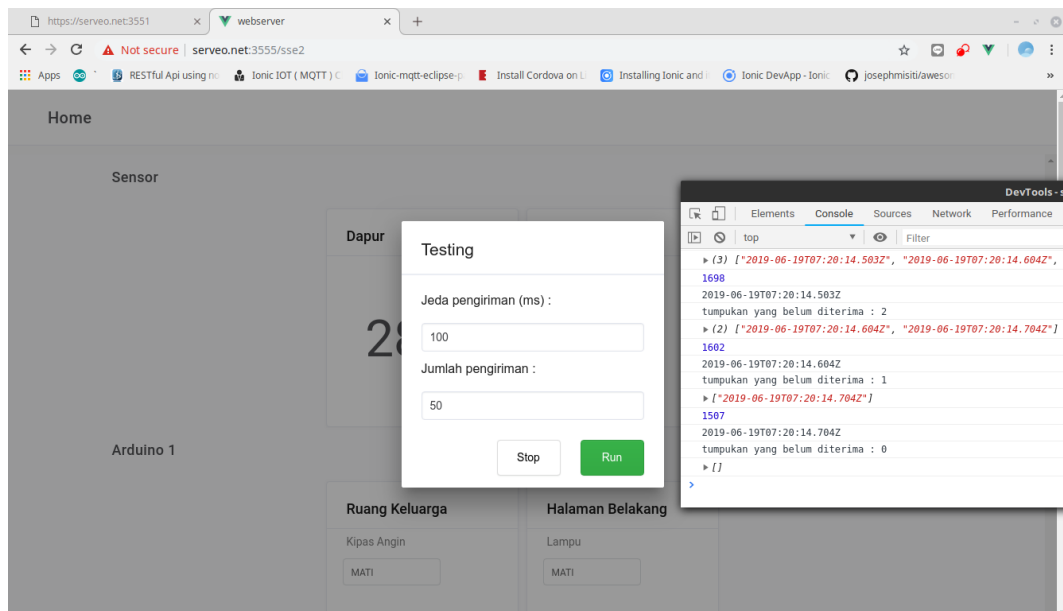 https://serveo.net:3551
webserver
Not secure
serveo.net:3555/sse2
Apps
RESTful Api using no
Ionic IOT ( MQTT ) C
Ionic-mqtt-eclipse-p
Install Cordova on L
Installing Ionic and i
Ionic DevApp - Ionic
josephmisiti/aweso
»
Home
Sensor
Dapur
28
Arduino 1
Ruang Keluarga
Kipas Angin
MATI
Halaman Belakang
Lampu
MATI
Testing
Jeda pengiriman (ms) :
100
Jumlah pengiriman :
50
Stop
Run
DevTools - s
Elements Console Sources Network Performance
top Filter
(3) ["2019-06-19T07:20:14.503Z", "2019-06-19T07:20:14.604Z",
1698
2019-06-19T07:20:14.503Z
tumpukan yang belum diterima : 2
(2) ["2019-06-19T07:20:14.604Z", "2019-06-19T07:20:14.704Z"]
1602
2019-06-19T07:20:14.604Z
tumpukan yang belum diterima : 1
["2019-06-19T07:20:14.704Z"]
1507
2019-06-19T07:20:14.704Z
tumpukan yang belum diterima : 0
[]
>